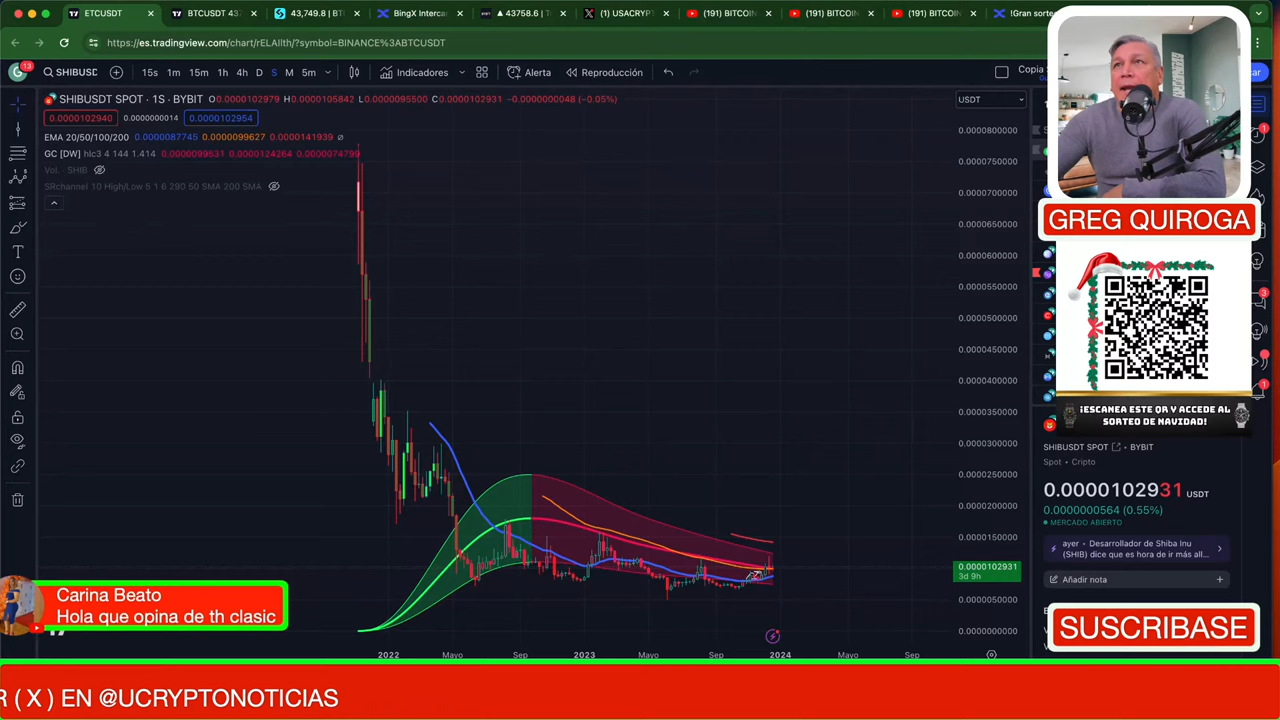 ETCUSDT
BTCUSDT 437
43,749.8 | BTC
BingX Intercam
▲ 43758.6 | T
(1) USACRYPT
(191) BITCOIN
(191) BITCOIN
(191) BITCOIN
!Gran sorteo
https://es.tradingview.com/chart/rELAIlth/?symbol=BINANCE%3ABTCUSDT
13
SHIBUSD
15s 1m 15m 1h 4h D S M 5m
Indicadores
Alerta
Reproducción
Copia S
SHIBUSDT SPOT · 1S · BYBIT O0.0000102979 H0.0000105842 L0.0000095500 C0.0000102931 −0.0000000048 (−0.05%)
0.0000102940 0.0000000014 0.0000102954
EMA 20/50/100/200 0.0000087745 0.0000099627 0.0000141939
GC [DW] hlc3 4 144 1.414 0.0000099531 0.0000124264 0.0000074799
Vol. · SHIB
SRchannel 10 High/Low 5 1 6 290 50 SMA 200 SMA
USDT
0.0000800000
0.0000750000
0.0000700000
0.0000650000
0.0000600000
0.0000550000
0.0000500000
0.0000450000
0.0000400000
0.0000350000
0.0000300000
0.0000250000
0.0000200000
0.0000150000
0.0000102931
3d 9h
0.0000050000
0.0000000000
2022 Mayo Sep 2023 Mayo Sep 2024 Mayo Sep
GREG QUIROGA
¡ESCANEA ESTE QR Y ACCEDE AL
SORTEO DE NAVIDAD!
SHIBUSDT SPOT · BYBIT
Spot · Cripto
0.0000102931 USDT
0.0000000564 (0.55%)
MERCADO ABIERTO
ayer · Desarrollador de Shiba Inu
(SHIB) dice que es hora de ir más all...
Añadir nota
SUSCRIBASE
Carina Beato
Hola que opina de th clasic
R ( X ) EN @UCRYPTONOTICIAS